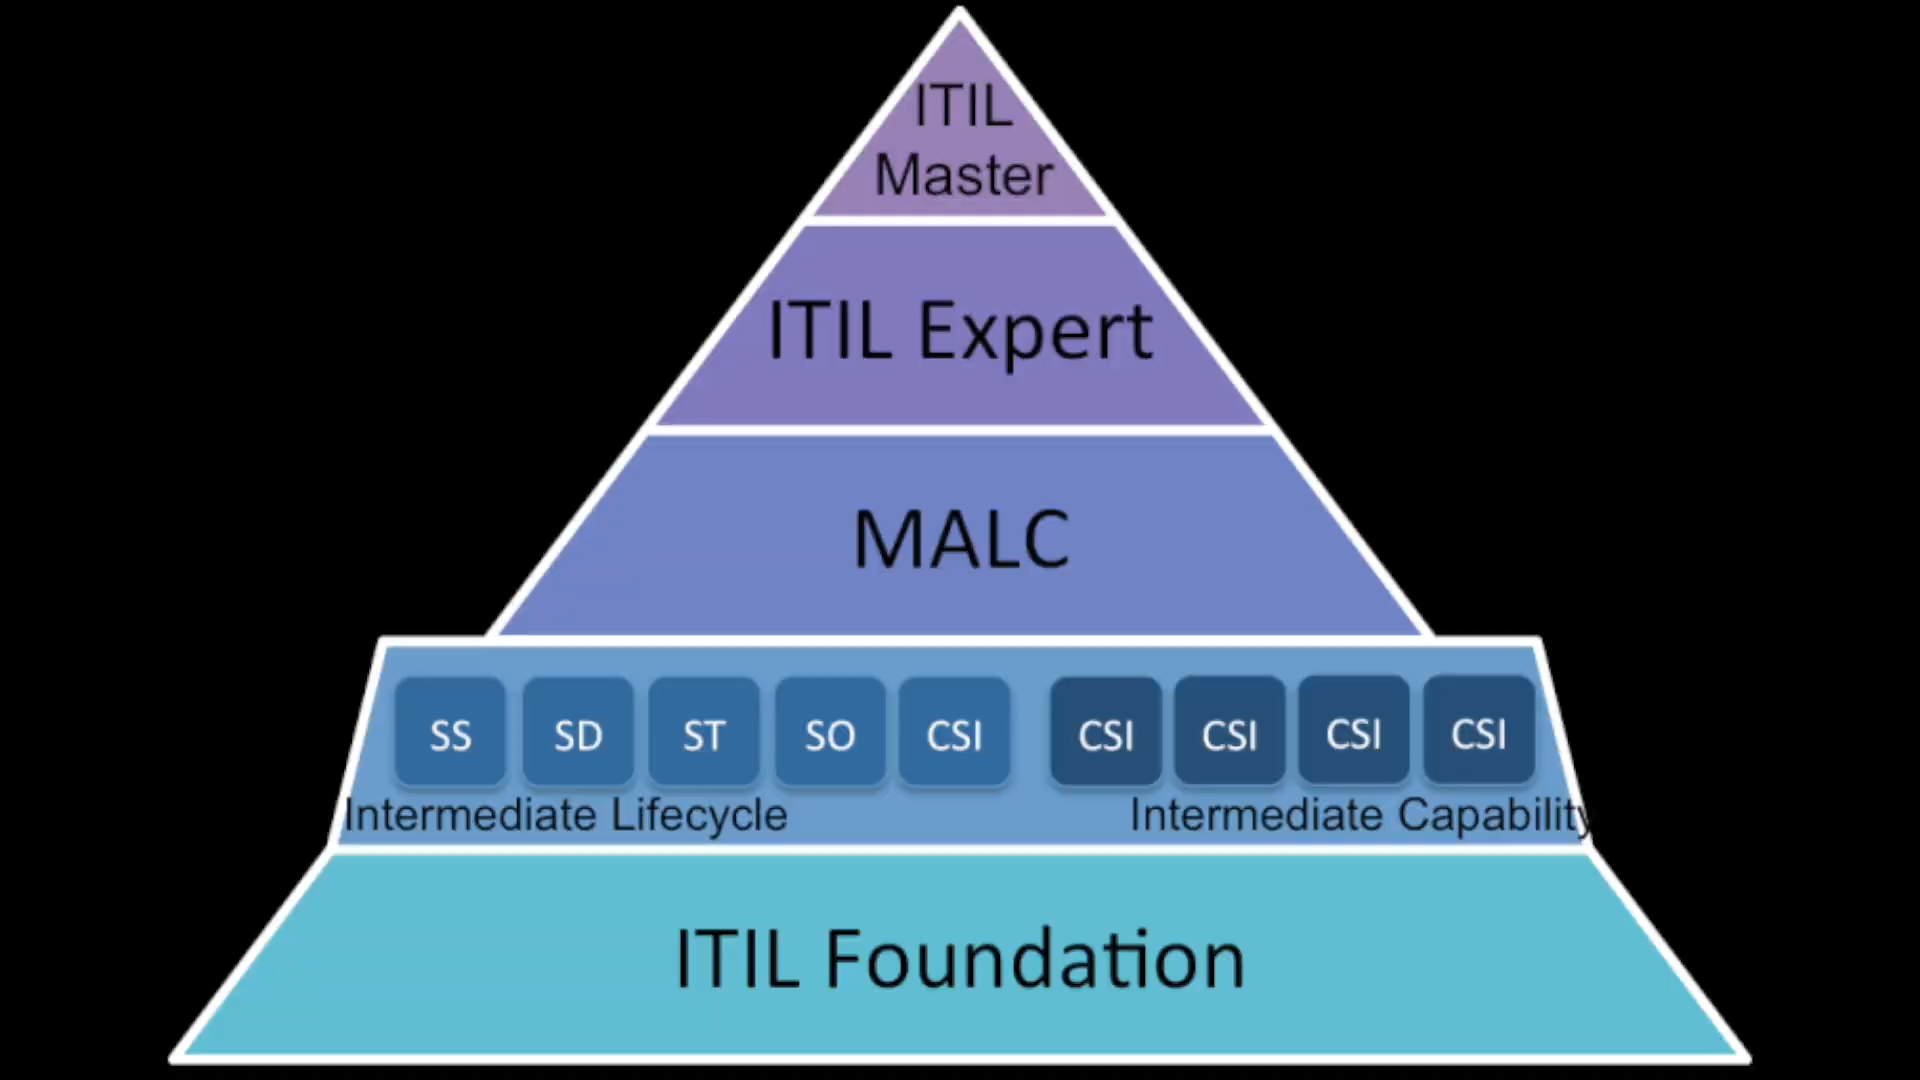 ITIL
Master
ITIL Expert
MALC
SS SD ST SO CSI CSI CSI CSI CSI
Intermediate Lifecycle Intermediate Capability
ITIL Foundation